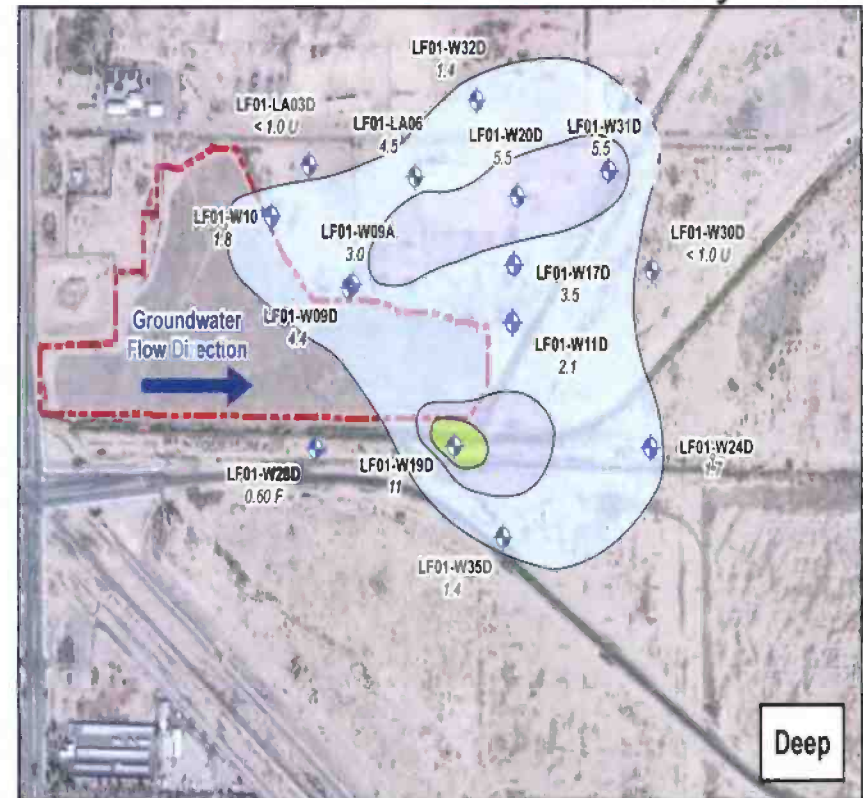 LF01-W32D
1.4
LF01-LA03D
< 1.0 U
LF01-LA06
4.5
LF01-W20D
5.5
LF01-W31D
5.5
LF01-W10
1.8
LF01-W09A
3.0
LF01-W30D
< 1.0 U
LF01-W17D
3.5
LF01-W09D
4.4
Groundwater
Flow Direction
LF01-W11D
2.1
LF01-W19D
11
LF01-W24D
1.7
LF01-W28D
0.60 F
LF01-W35D
1.4
Deep